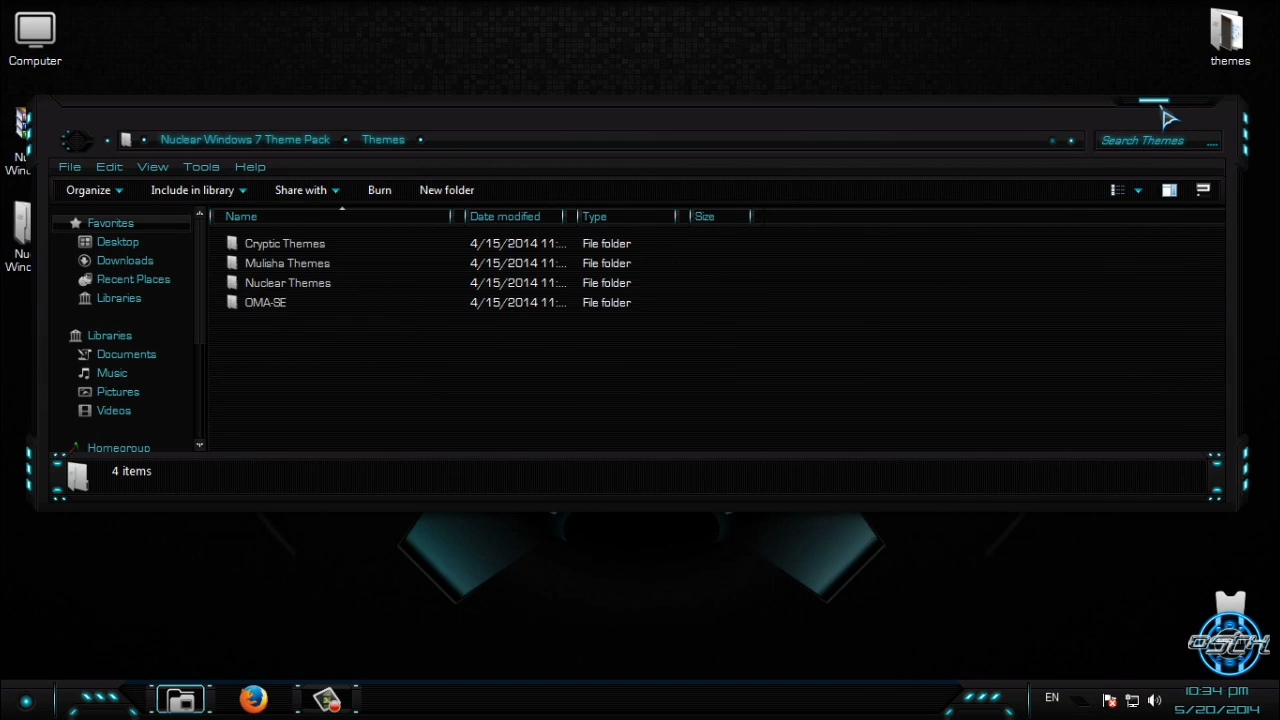 Computer
themes
Nuclear Windows 7 Theme Pack
Themes
Search Themes
File Edit View Tools Help
Organize Include in library Share with Burn New folder
Name Date modified Type Size
Cryptic Themes 4/15/2014 11:... File folder
Mulisha Themes 4/15/2014 11:... File folder
Nuclear Themes 4/15/2014 11:... File folder
OMA-SE 4/15/2014 11:... File folder
Favorites
Desktop
Downloads
Recent Places
Libraries
Libraries
Documents
Music
Pictures
Videos
Homegroup
4 items
Nu
Wind
Nu
Wind
EN
10:34 pm
5/20/2014